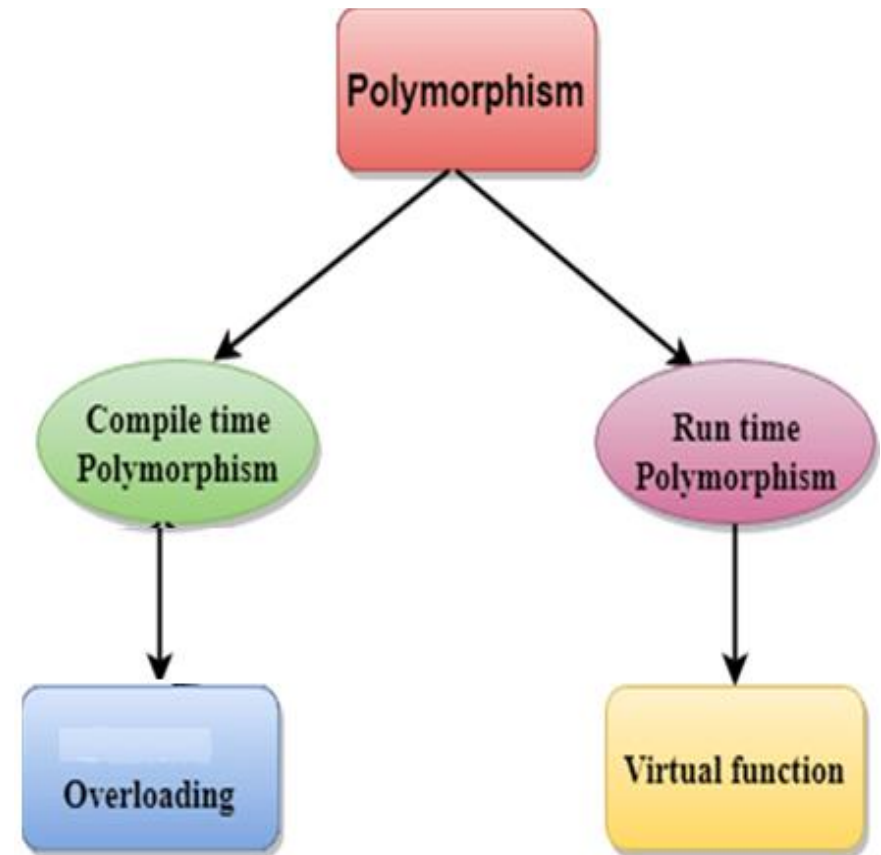 Polymorphism
Compile time
Polymorphism
Run time
Polymorphism
Overloading
Virtual function